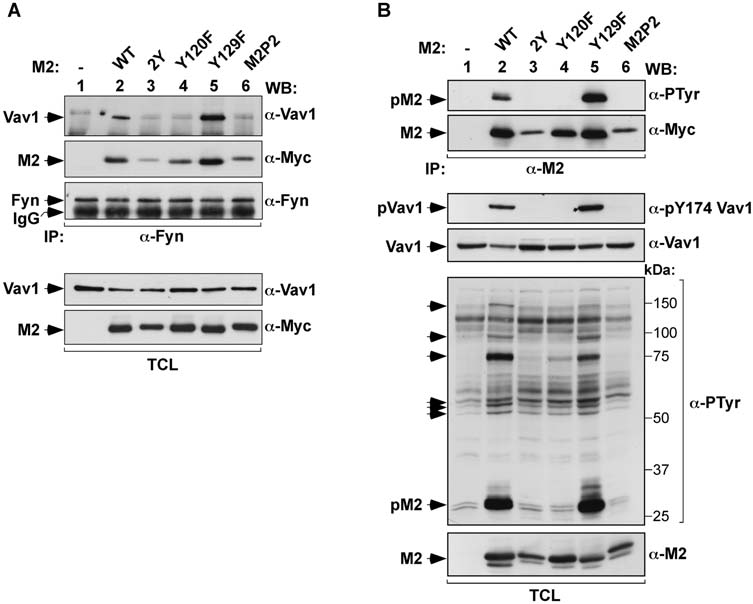 A
M2: - WT 2Y Y120F Y129F M2P2
1 2 3 4 5 6 WB:
Vav1 α-Vav1
M2 α-Myc
Fyn α-Fyn
IgG
IP: α-Fyn
Vav1 α-Vav1
M2 α-Myc
TCL
B
M2: - WT 2Y Y120F Y129F M2P2
1 2 3 4 5 6 WB:
pM2 α-PTyr
M2 α-Myc
IP: α-M2
pVav1 α-pY174 Vav1
Vav1 α-Vav1
kDa:
-150
-100
-75
α-PTyr
-50
-37
pM2
-25
M2 α-M2
TCL